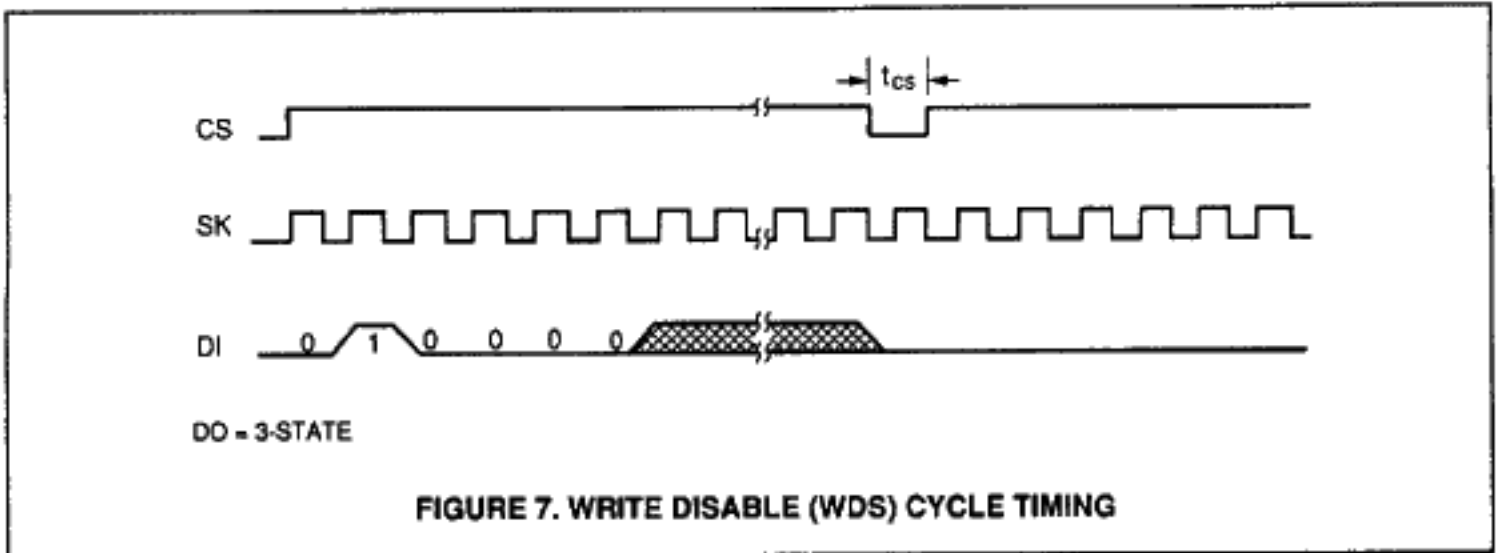 tCS
CS
SK
DI 0 1 0 0 0 0
DO = 3-STATE
FIGURE 7. WRITE DISABLE (WDS) CYCLE TIMING